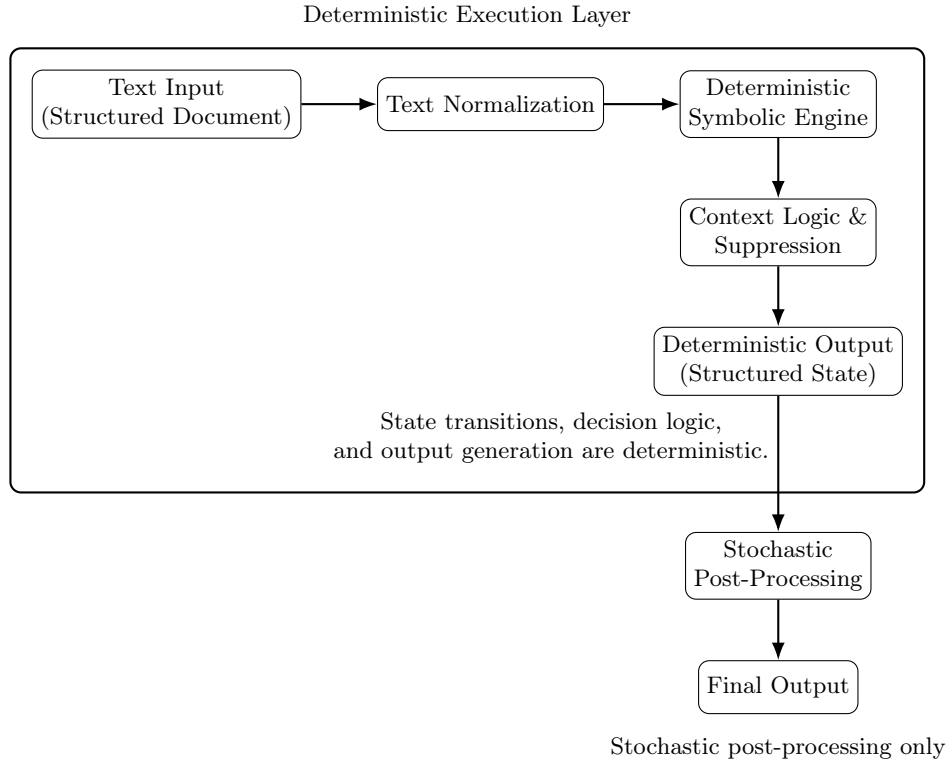 Deterministic Execution Layer
Text Input
(Structured Document)
Text Normalization
Deterministic
Symbolic Engine
Context Logic &
Suppression
Deterministic Output
(Structured State)
State transitions, decision logic,
and output generation are deterministic.
Stochastic
Post-Processing
Final Output
Stochastic post-processing only